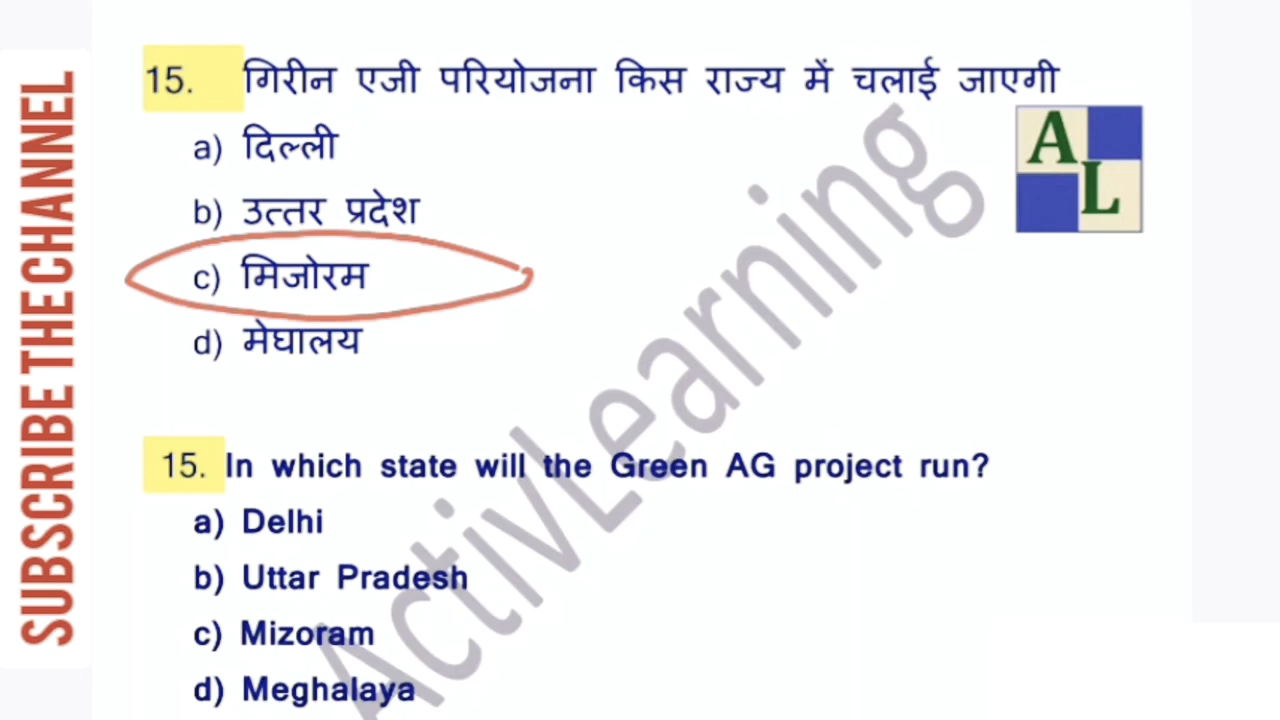 SUBSCRIBE THE CHANNEL
15. गिरीन एजी परियोजना किस राज्य में चलाई जाएगी
a) दिल्ली
b) उत्तर प्रदेश
c) मिजोरम
d) मेघालय
A
L
15. In which state will the Green AG project run?
a) Delhi
b) Uttar Pradesh
c) Mizoram
d) Meghalaya
ActivLearning